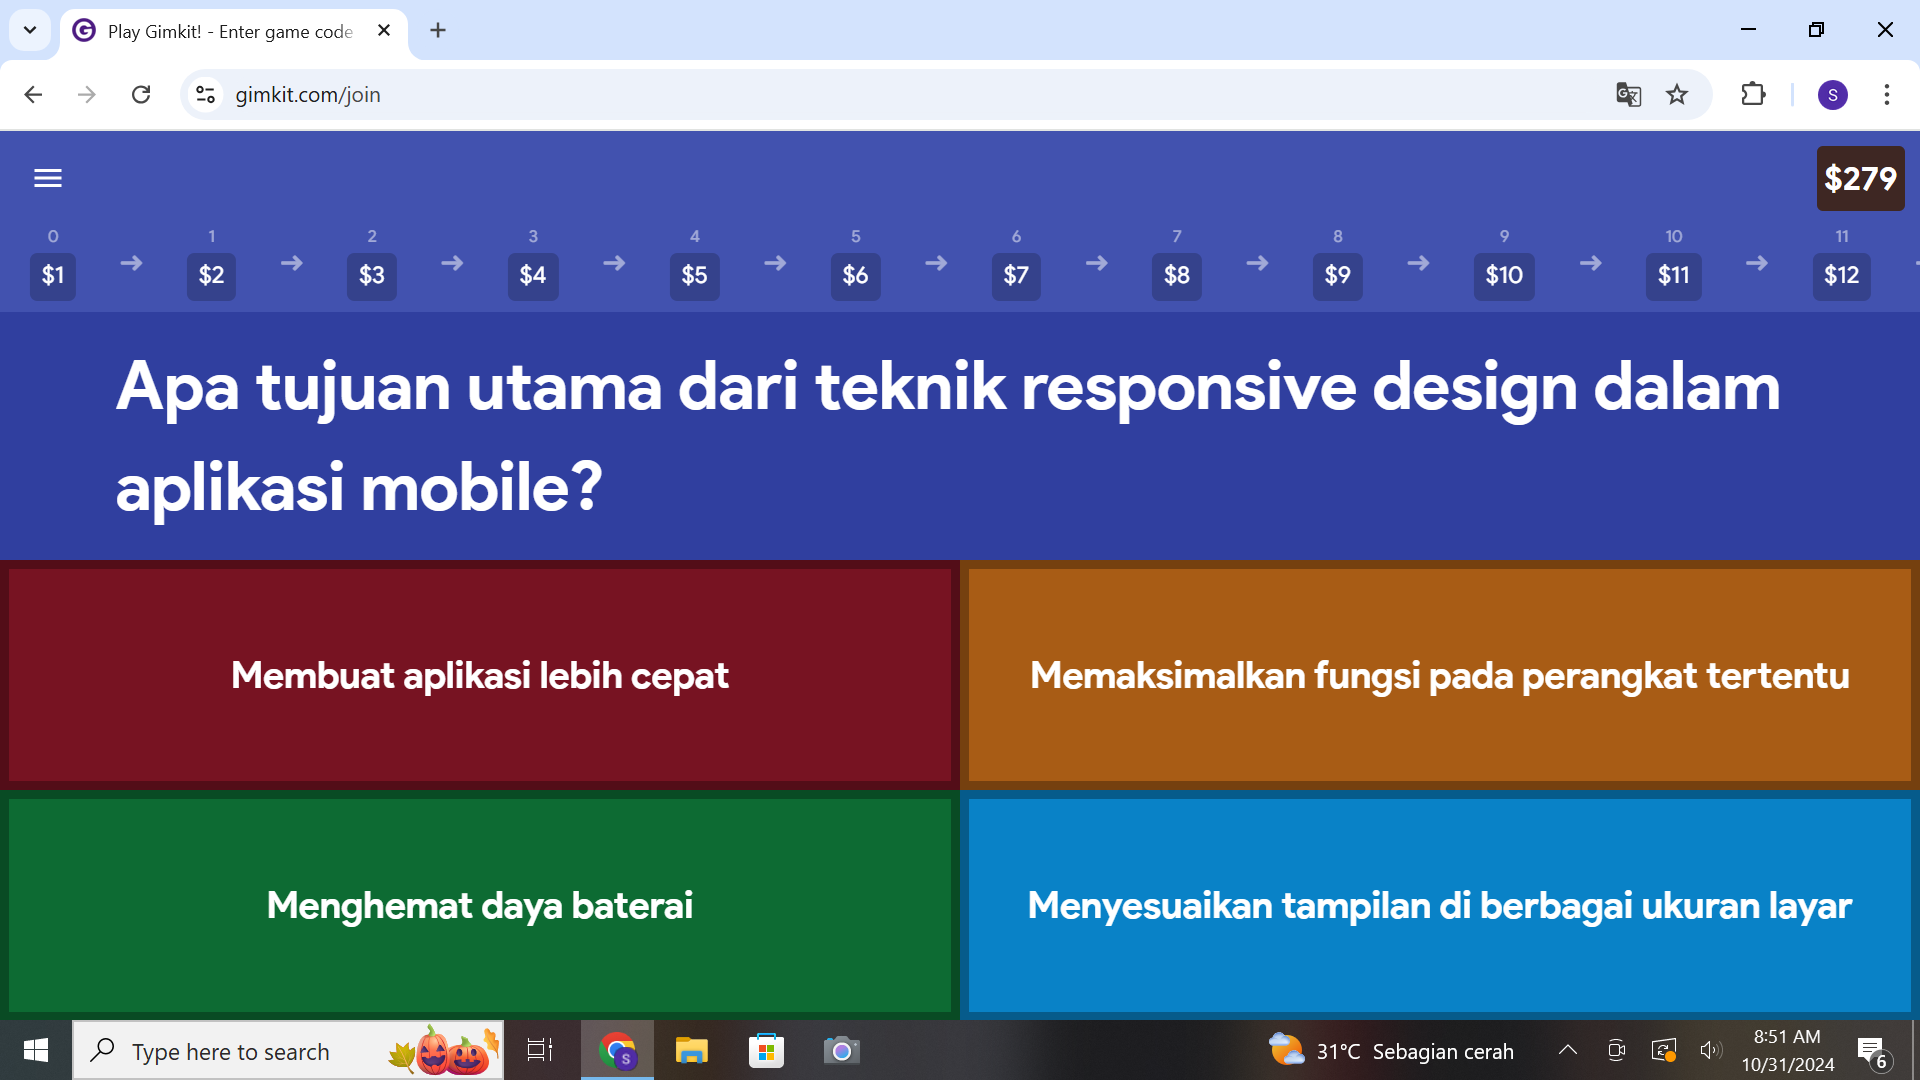 Play Gimkit! - Enter game code
gimkit.com/join
S
$279
0 1 2 3 4 5 6 7 8 9 10 11
$1 $2 $3 $4 $5 $6 $7 $8 $9 $10 $11 $12
Apa tujuan utama dari teknik responsive design dalam
aplikasi mobile?
Membuat aplikasi lebih cepat
Memaksimalkan fungsi pada perangkat tertentu
Menghemat daya baterai
Menyesuaikan tampilan di berbagai ukuran layar
Type here to search
S
31°C Sebagian cerah
8:51 AM
10/31/2024
6